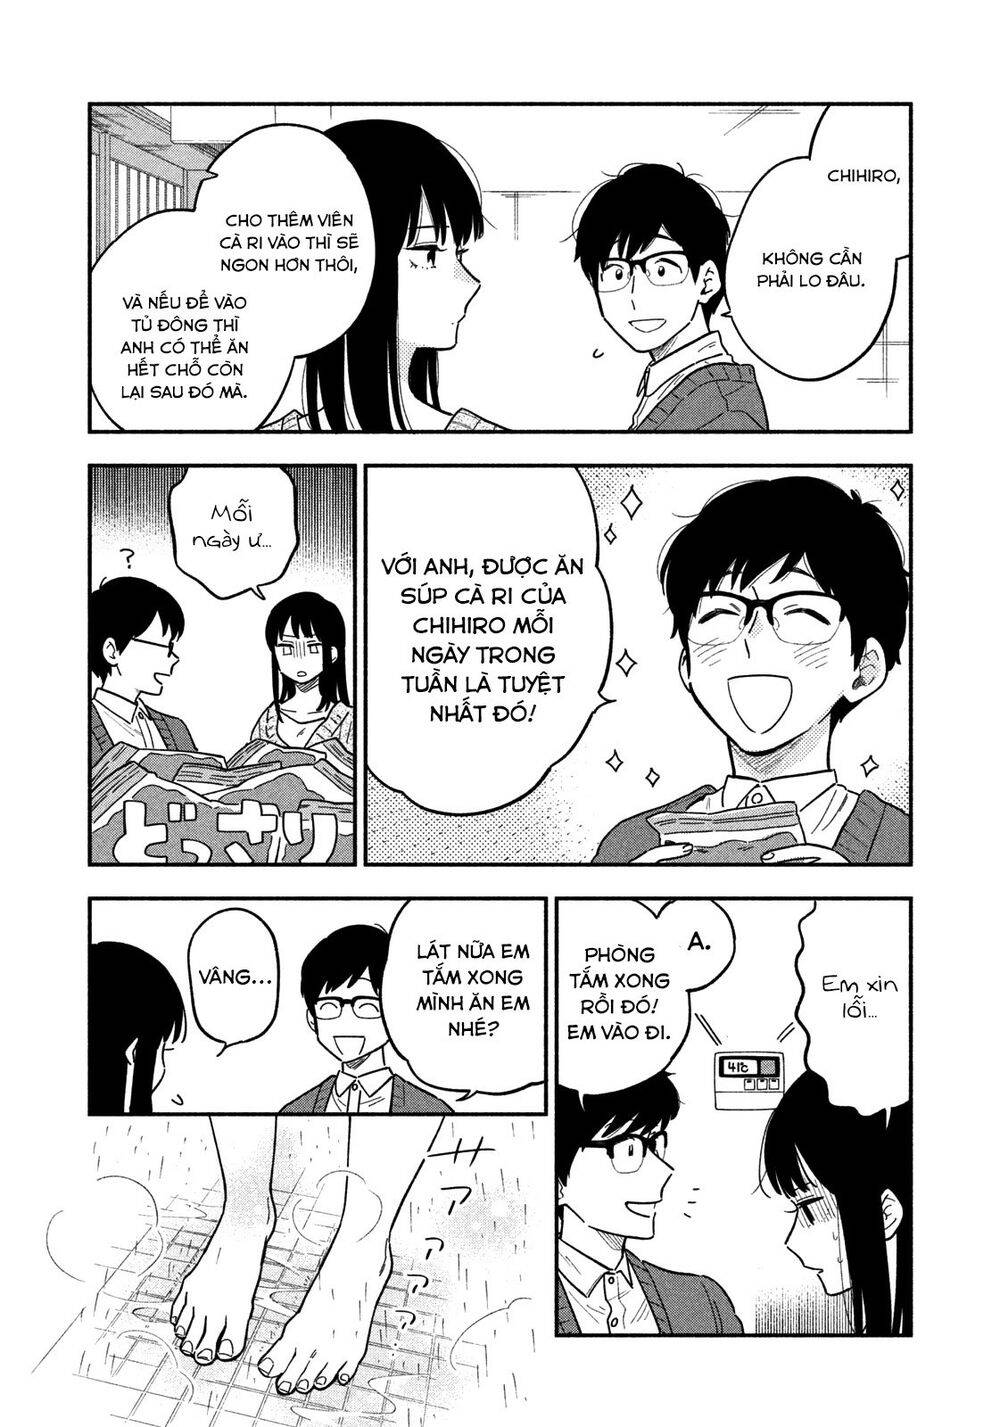 CHIHIRO,
KHÔNG CẦN
PHẢI LO ĐÂU.
CHO THÊM VIÊN
CÀ RI VÀO THÌ SẼ
NGON HƠN THÔI,
VÀ NẾU ĐỂ VÀO
TỦ ĐÔNG THÌ
ANH CÓ THỂ ĂN
HẾT CHỖ CÒN
LẠI SAU ĐÓ MÀ.
VỚI ANH, ĐƯỢC ĂN
SÚP CÀ RI CỦA
CHIHIRO MỖI
NGÀY TRONG
TUẦN LÀ TUYỆT
NHẤT ĐÓ!
Mỗi
ngày ư...
?
どっさり
Em xin
lỗi...
A.
PHÒNG
TẮM XONG
RỒI ĐÓ!
EM VÀO ĐI.
41℃
LÁT NỮA EM
TẮM XONG
MÌNH ĂN EM
NHÉ?
VÂNG...